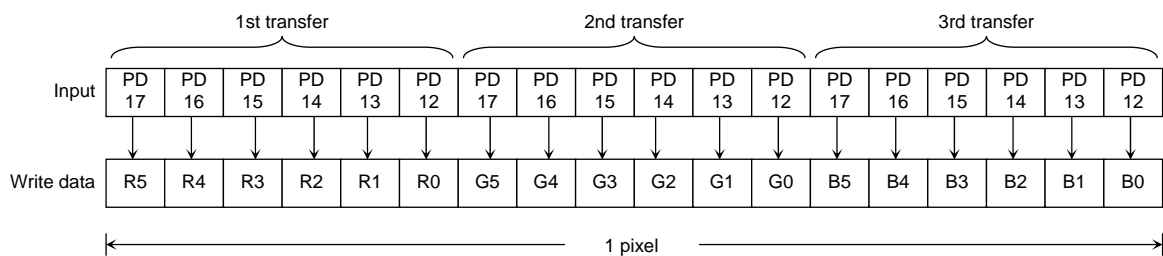 1st transfer 2nd transfer 3rd transfer
Input PD 17 PD 16 PD 15 PD 14 PD 13 PD 12 PD 17 PD 16 PD 15 PD 14 PD 13 PD 12 PD 17 PD 16 PD 15 PD 14 PD 13 PD 12
Write data R5 R4 R3 R2 R1 R0 G5 G4 G3 G2 G1 G0 B5 B4 B3 B2 B1 B0
1 pixel